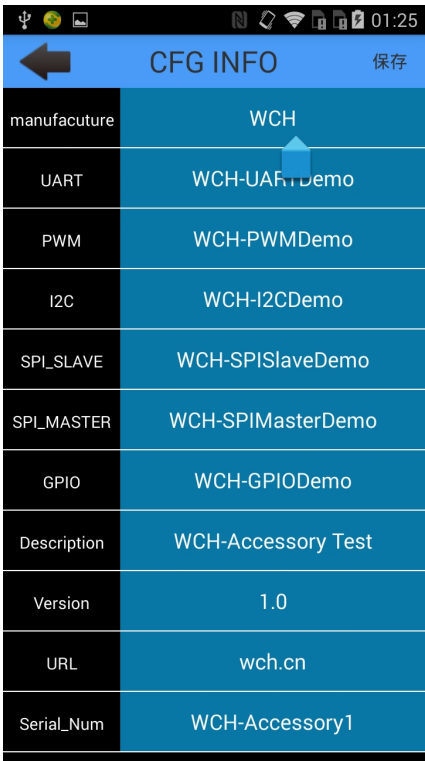 01:25
CFG INFO 保存
manufacuture WCH
UART WCH-UARTDemo
PWM WCH-PWMDemo
I2C WCH-I2CDemo
SPI_SLAVE WCH-SPISlaveDemo
SPI_MASTER WCH-SPIMasterDemo
GPIO WCH-GPIODemo
Description WCH-Accessory Test
Version 1.0
URL wch.cn
Serial_Num WCH-Accessory1